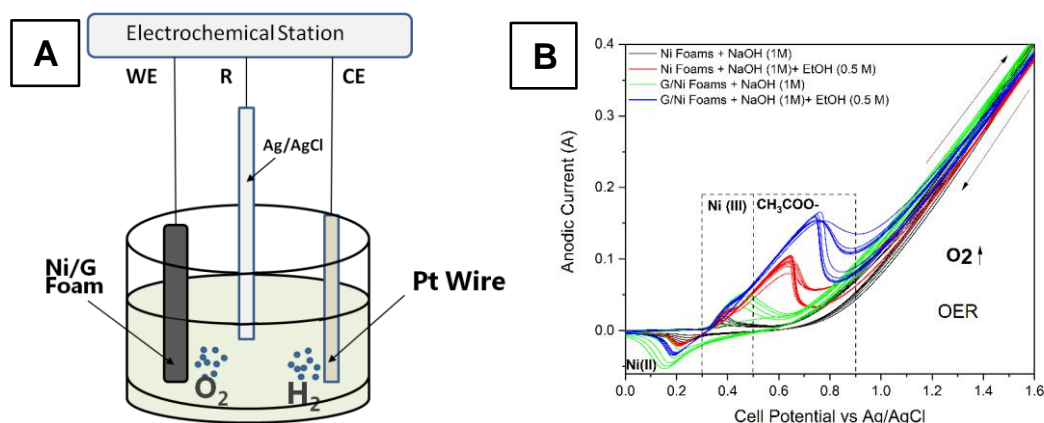 A
Electrochemical Station
WE
R
CE
Ag/AgCl
Ni/G
Foam
Pt Wire
O2
H2
B
Ni Foams + NaOH (1M)
Ni Foams + NaOH (1M)+ EtOH (0.5 M)
G/Ni Foams + NaOH (1M)
G/Ni Foams + NaOH (1M)+ EtOH (0.5 M)
Anodic Current (A)
0.4
0.3
0.2
0.1
0.0
Ni (III)
CH3COO-
O2
OER
Ni(II)
0.0 0.2 0.4 0.6 0.8 1.0 1.2 1.4 1.6
Cell Potential vs Ag/AgCl